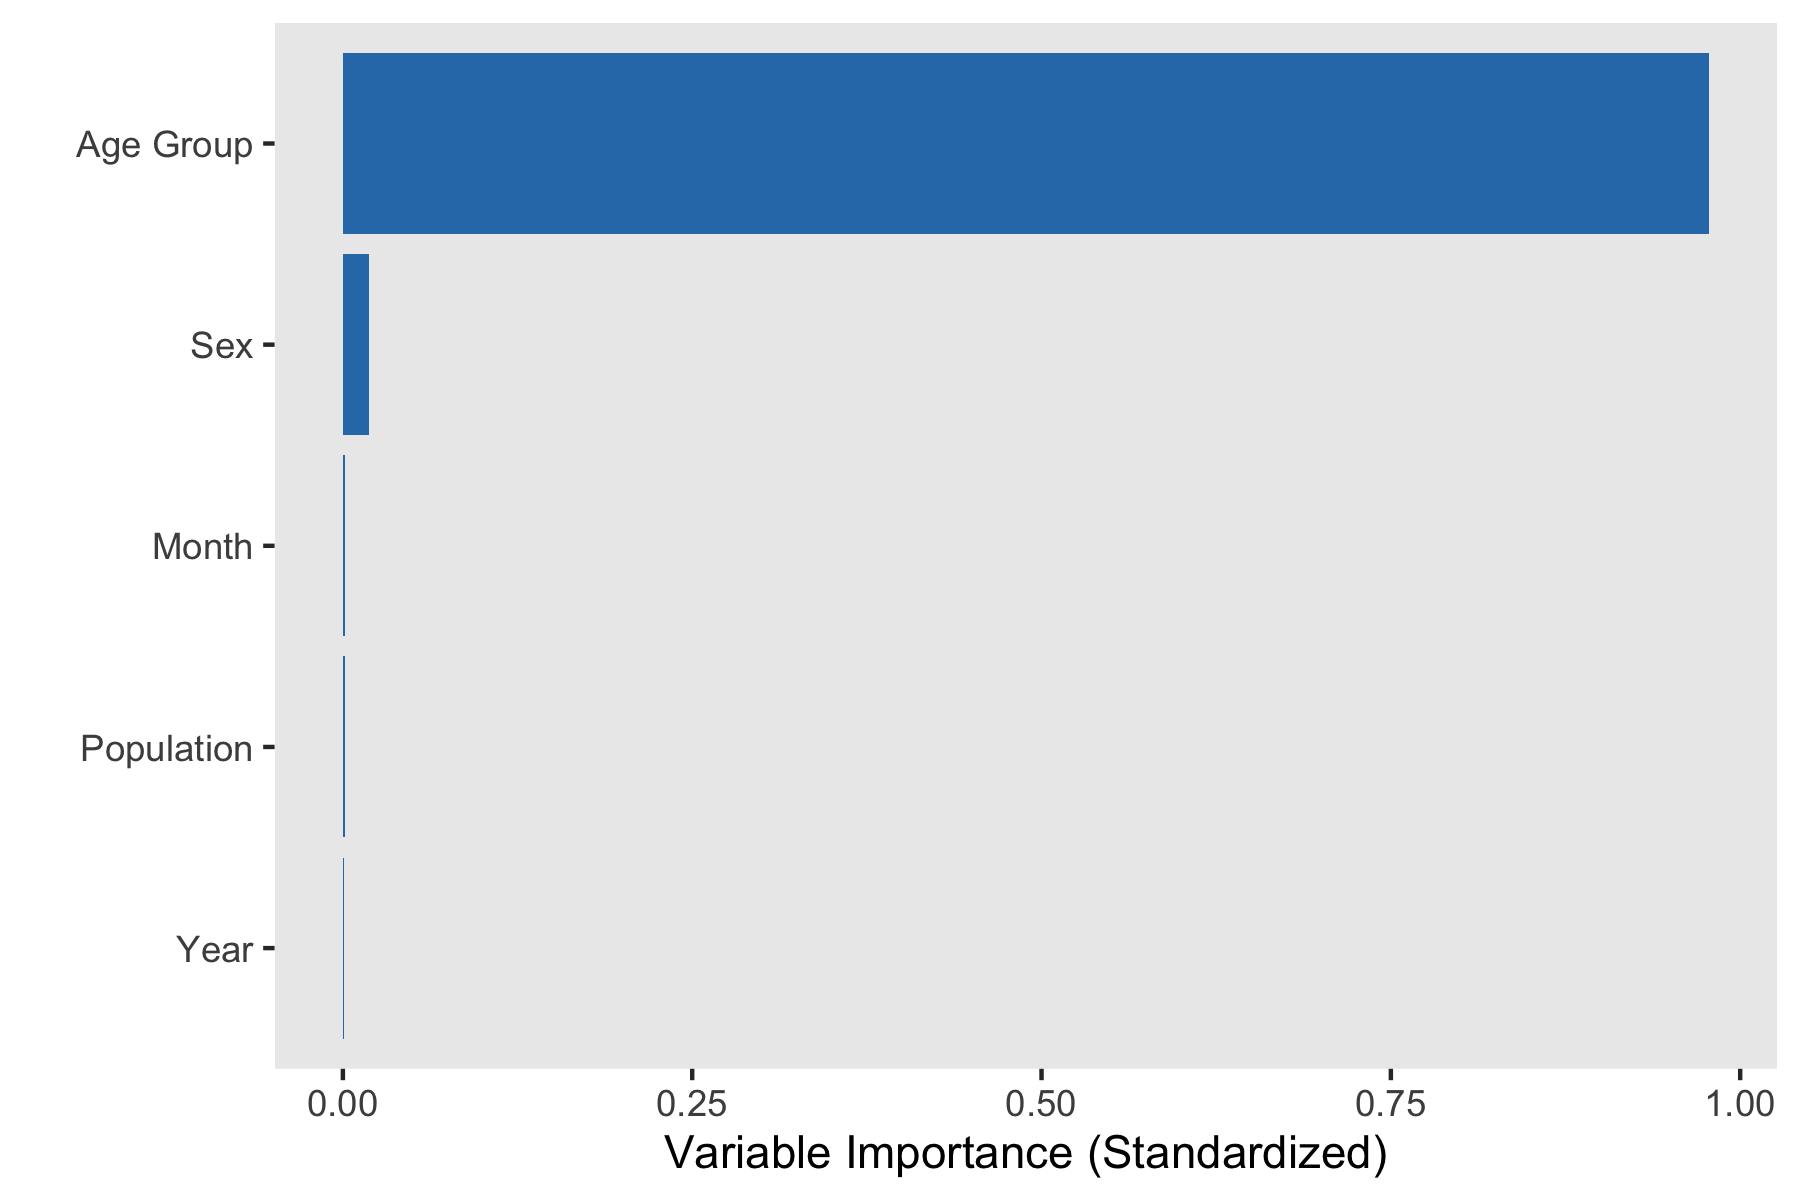 Age Group
Sex
Month
Population
Year
0.00 0.25 0.50 0.75 1.00
Variable Importance (Standardized)